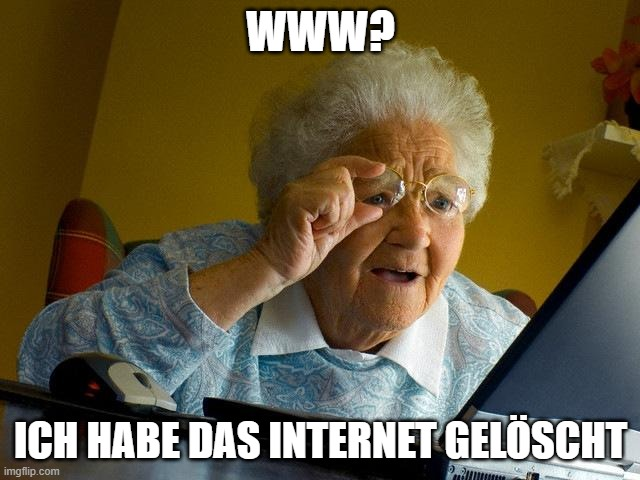 WWW?
ICH HABE DAS INTERNET GELÖSCHT
imgflip.com